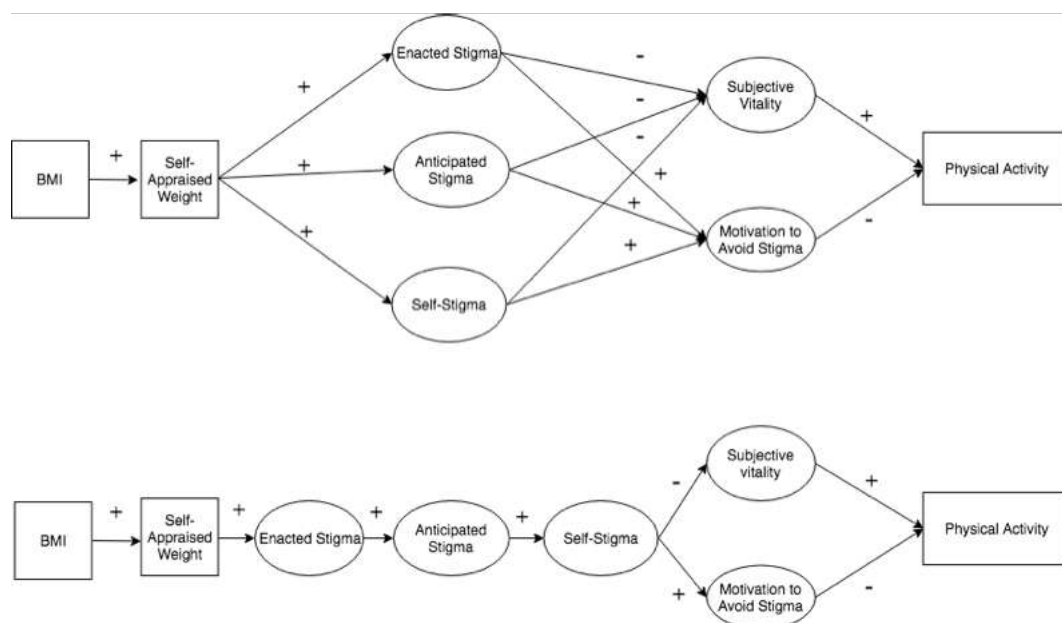 Enacted Stigma
-
Subjective
Vitality
+
-
+
-
BMI
+
Self-
Appraised
Weight
+
Anticipated
Stigma
Physical Activity
+
+
+
Motivation to
Avoid Stigma
-
+
Self-Stigma
Subjective
vitality
+
-
BMI
+
Self-
Appraised
Weight
+
Enacted Stigma
+
Anticipated
Stigma
+
Self-Stigma
Physical Activity
+
Motivation to
Avoid Stigma
-